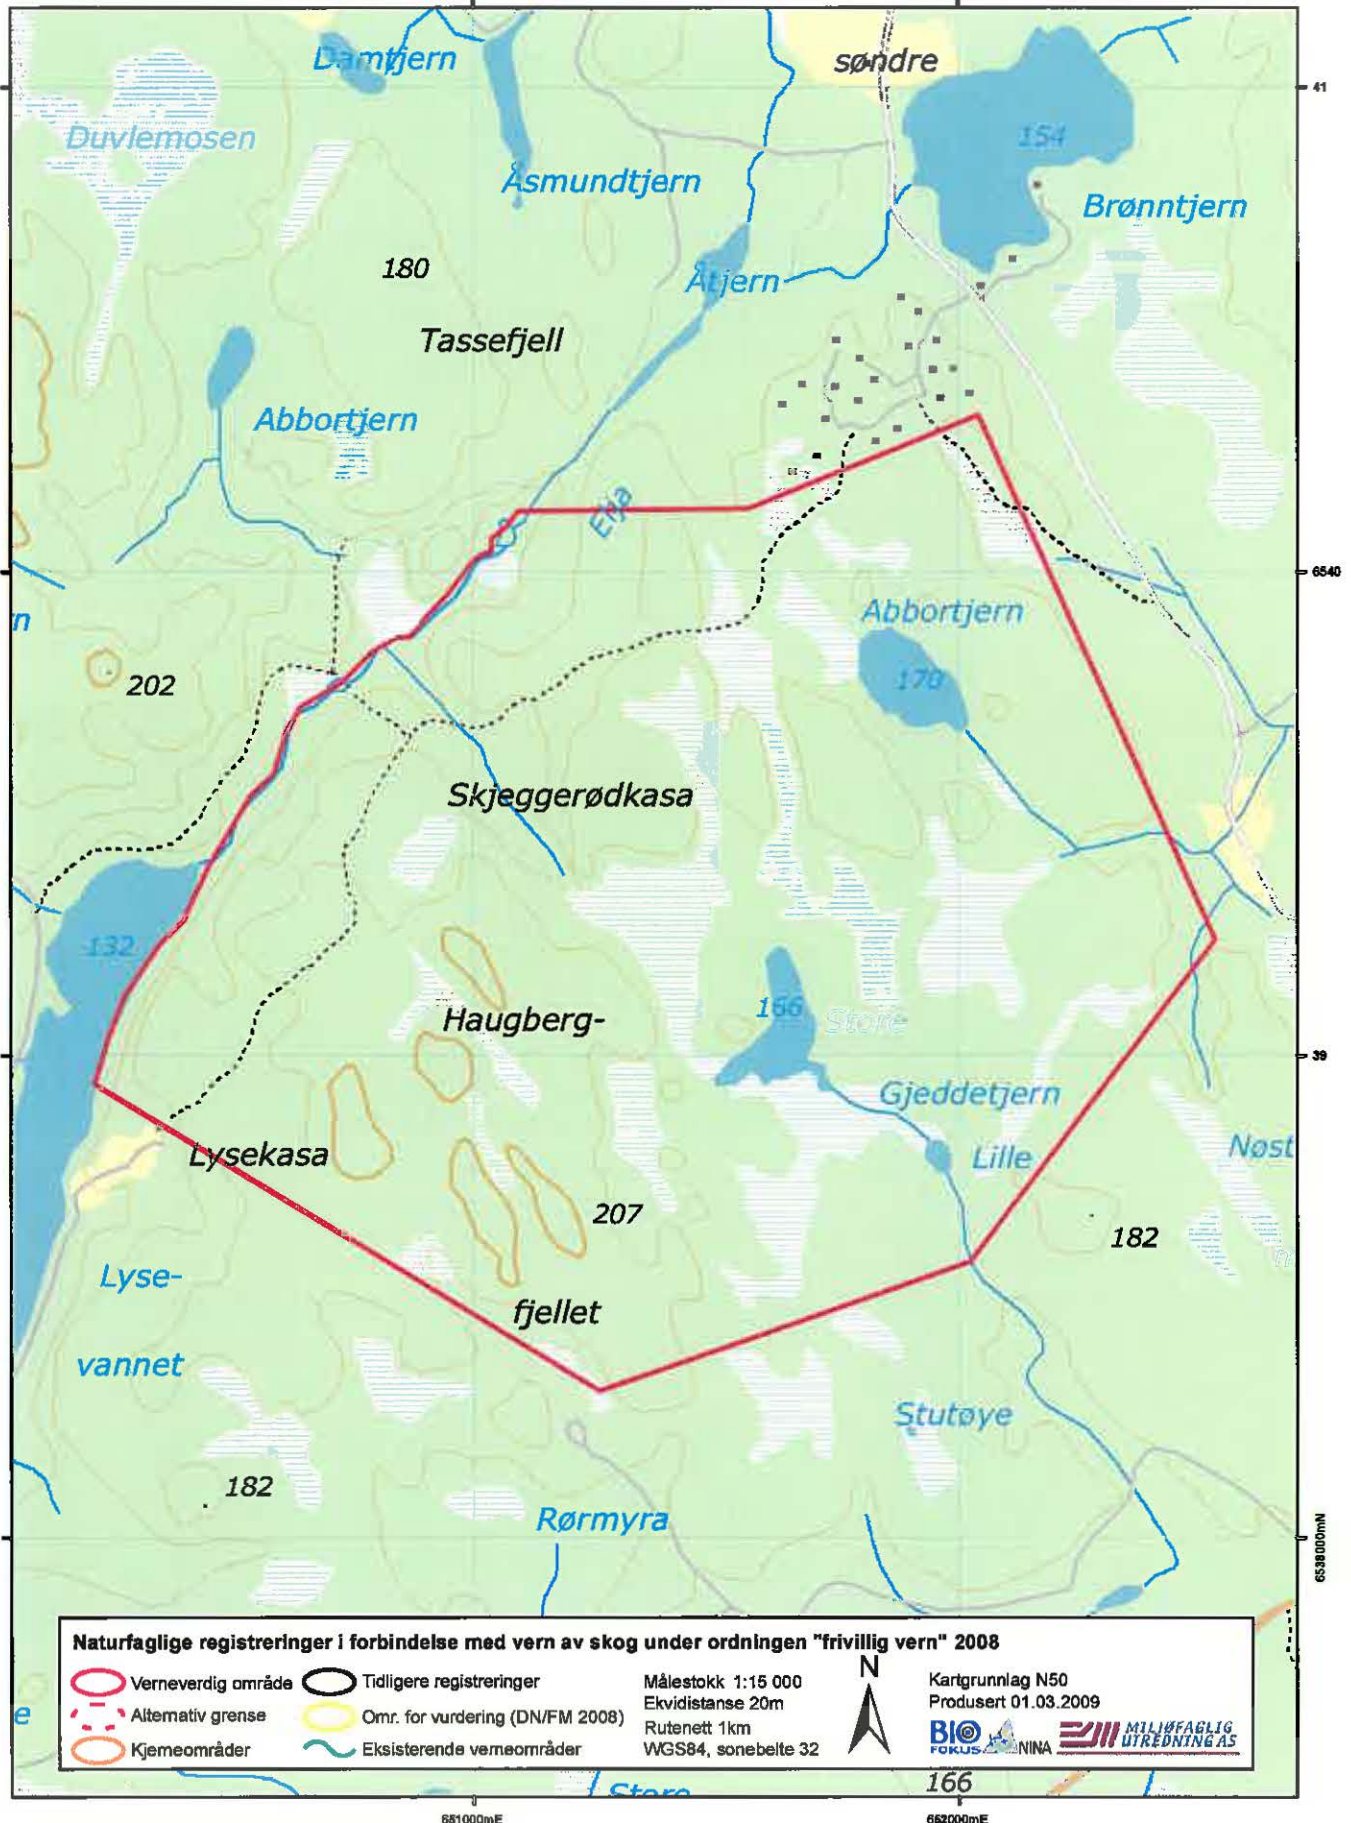 Damtjern
søndre
41
Duvlemosen
154
Åsmundtjern
Brønntjern
180
Åtjern
Tassefjell
Abbortjern
Elja
6540
Abbortjern
n
202
170
Skjeggerødkasa
132
166
Store
Haugberg-
39
Gjeddetjern
Lysekasa
Lille
Nøst
207
182
Lyse-
fjellet
vannet
Stutøye
182
Rørmyra
6538000mN
Naturfaglige registreringer i forbindelse med vern av skog under ordningen "frivillig vern" 2008
Verneverdig område
Tidligere registreringer
Målestokk 1:15 000
N
Kartgrunnlag N50
Alternativ grense
Omr. for vurdering (DN/FM 2008)
Ekvidistanse 20m
Produsert 01.03.2009
Kjerneområder
Eksisterende verneområder
Rutenett 1km
WGS84, sonebelte 32
BIO
FOKUS
NINA
MILJØFAGLIG
UTREDNING AS
e
Store
166
651000mE
652000mE